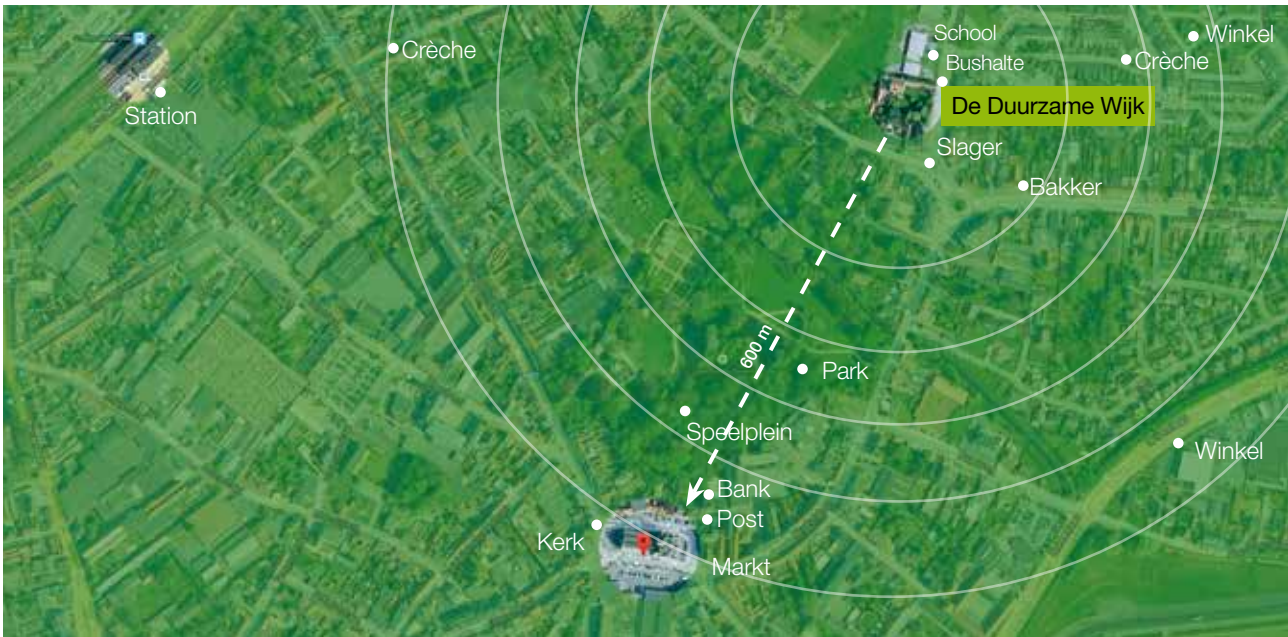 School
Winkel
Crèche
Crèche
Bushalte
De Duurzame Wijk
Station
Slager
Bakker
600 m
Park
Speelplein
Winkel
Bank
Post
Kerk
Markt